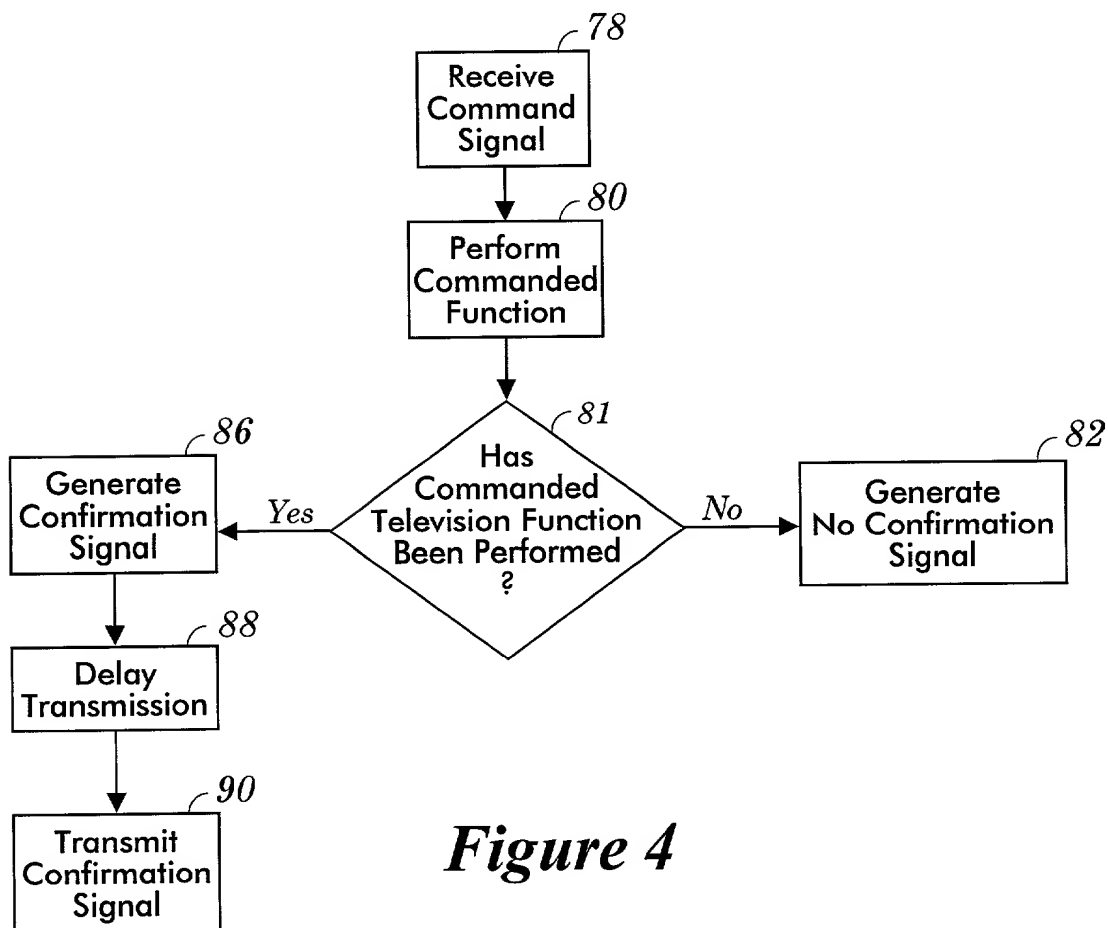 78
Receive
Command
Signal
80
Perform
Commanded
Function
81
Has
Commanded
Television Function
Been Performed
?
Yes
No
86
Generate
Confirmation
Signal
82
Generate
No Confirmation
Signal
88
Delay
Transmission
90
Transmit
Confirmation
Signal
Figure 4